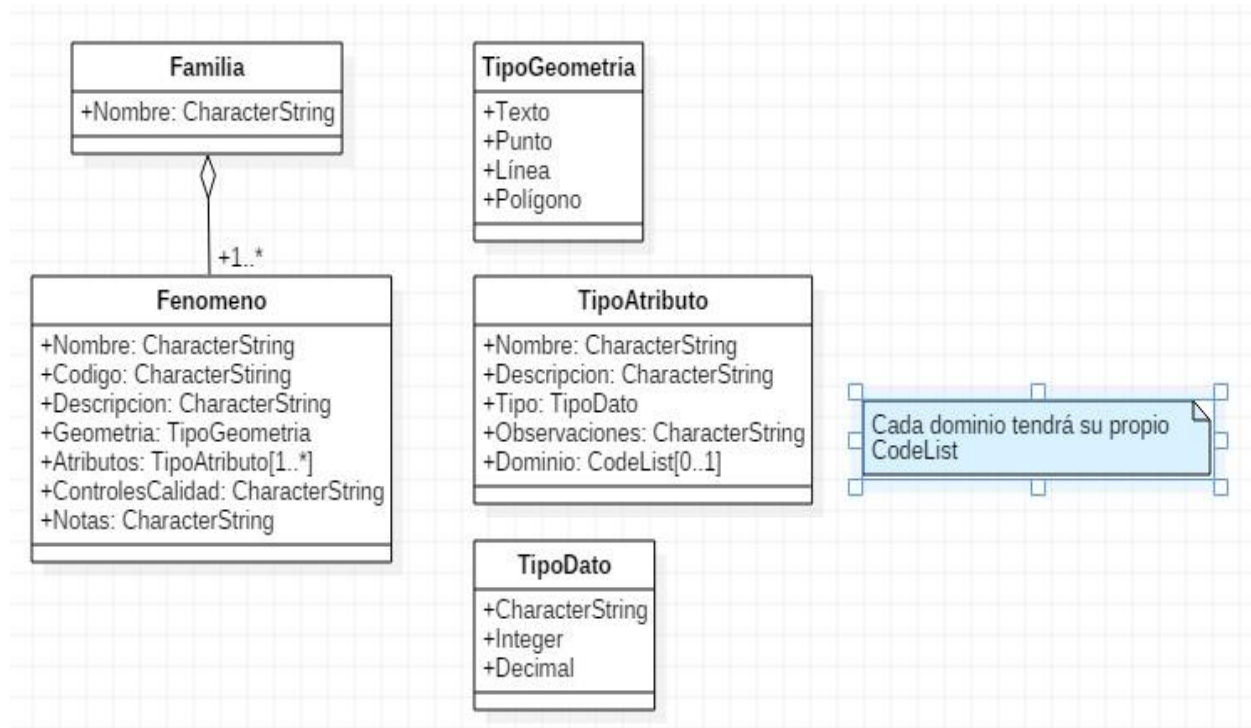 Familia
+Nombre: CharacterString
+1..*
Fenomeno
+Nombre: CharacterString
+Codigo: CharacterStiring
+Descripcion: CharacterString
+Geometria: TipoGeometria
+Atributos: TipoAtributo[1..*]
+ControlesCalidad: CharacterString
+Notas: CharacterString
TipoGeometria
+Texto
+Punto
+Línea
+Polígono
TipoAtributo
+Nombre: CharacterString
+Descripcion: CharacterString
+Tipo: TipoDato
+Observaciones: CharacterString
+Dominio: CodeList[0..1]
TipoDato
+CharacterString
+Integer
+Decimal
Cada dominio tendrá su propio
CodeList